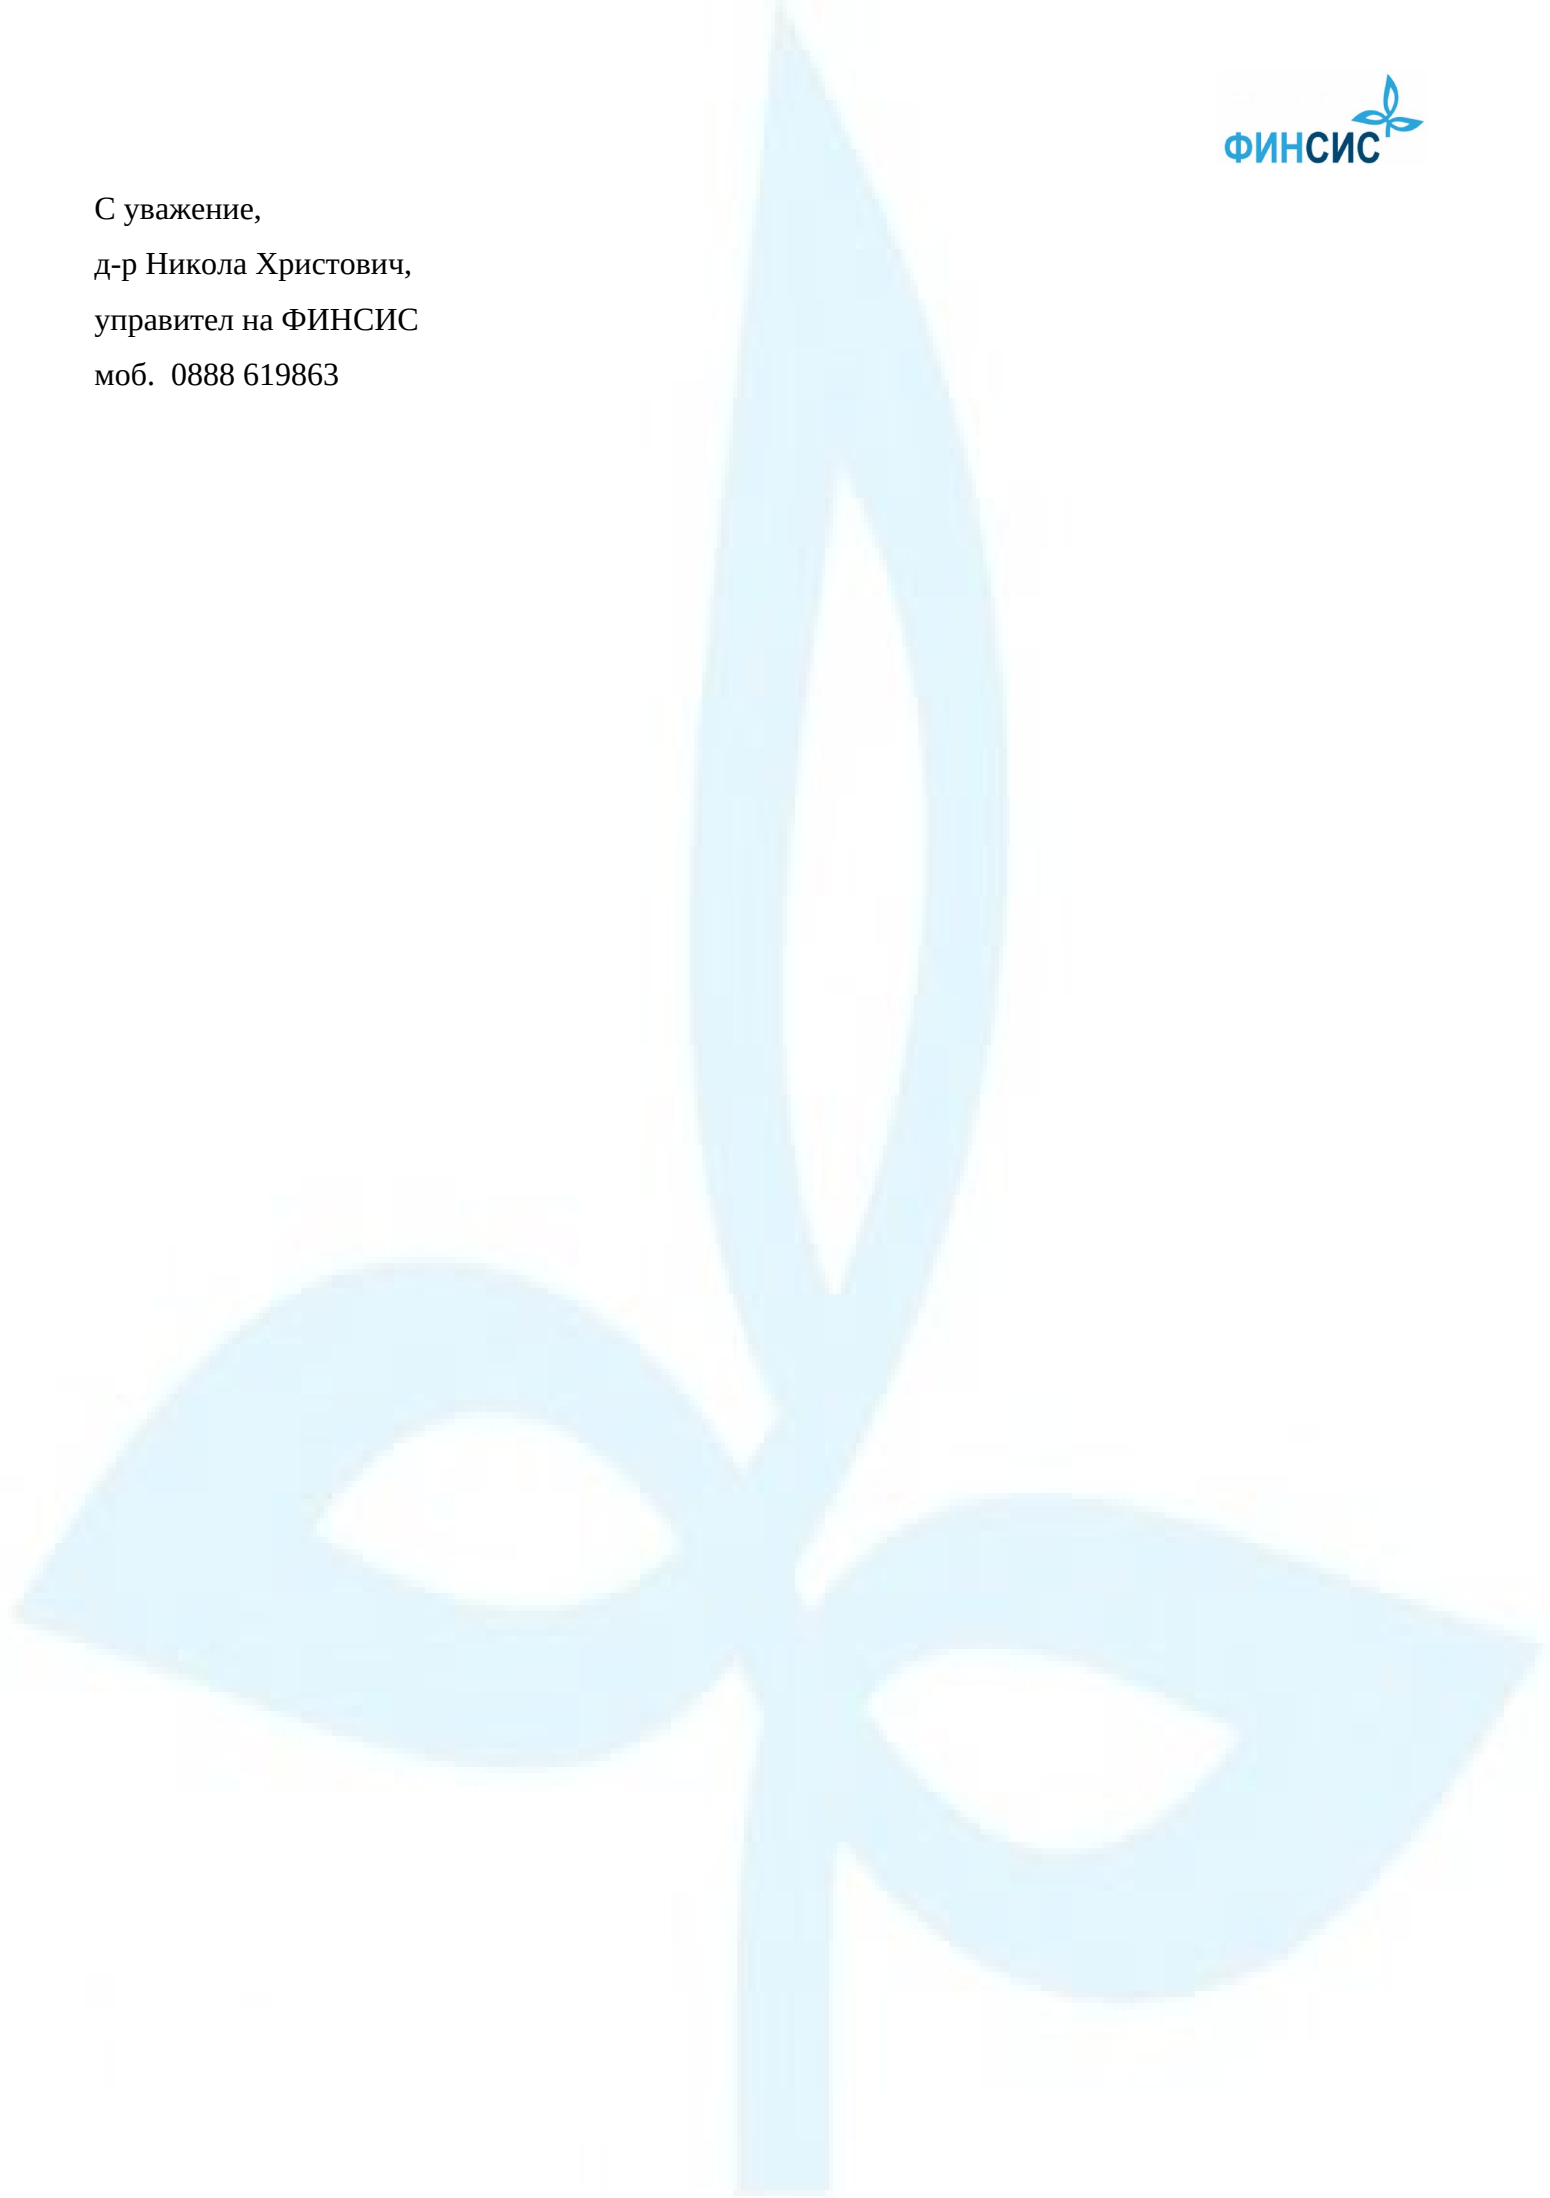 ФИНСИС
С уважение,
д-р Никола Христович,
управител на ФИНСИС
моб.  0888 619863